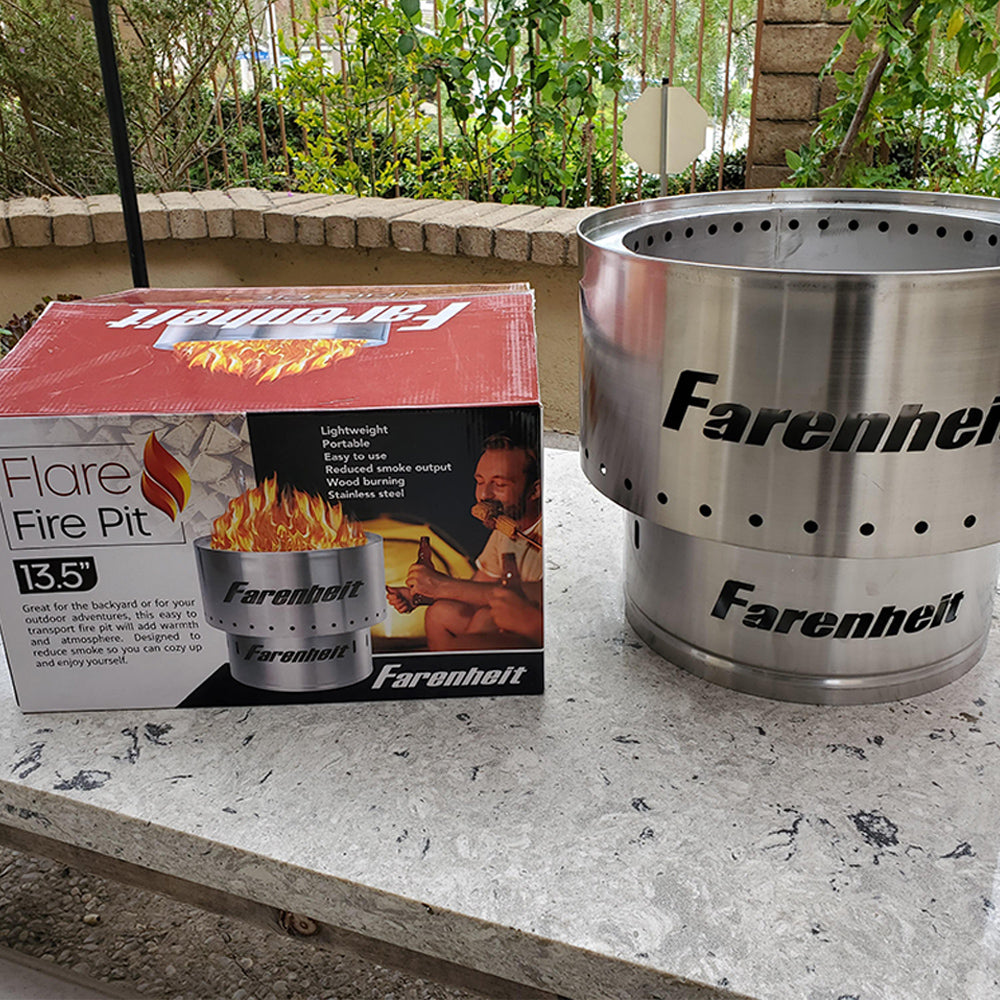 Farenheit
Flare
Fire Pit
13.5"
Great for the backyard or for your
outdoor adventures, this easy to
transport fire pit will add warmth
and atmosphere. Designed to
reduce smoke so you can cozy up
and enjoy yourself.
Lightweight
Portable
Easy to use
Reduced smoke output
Wood burning
Stainless steel
Farenheit
Farenheit
Farenheit
Farenhei
Farenheit